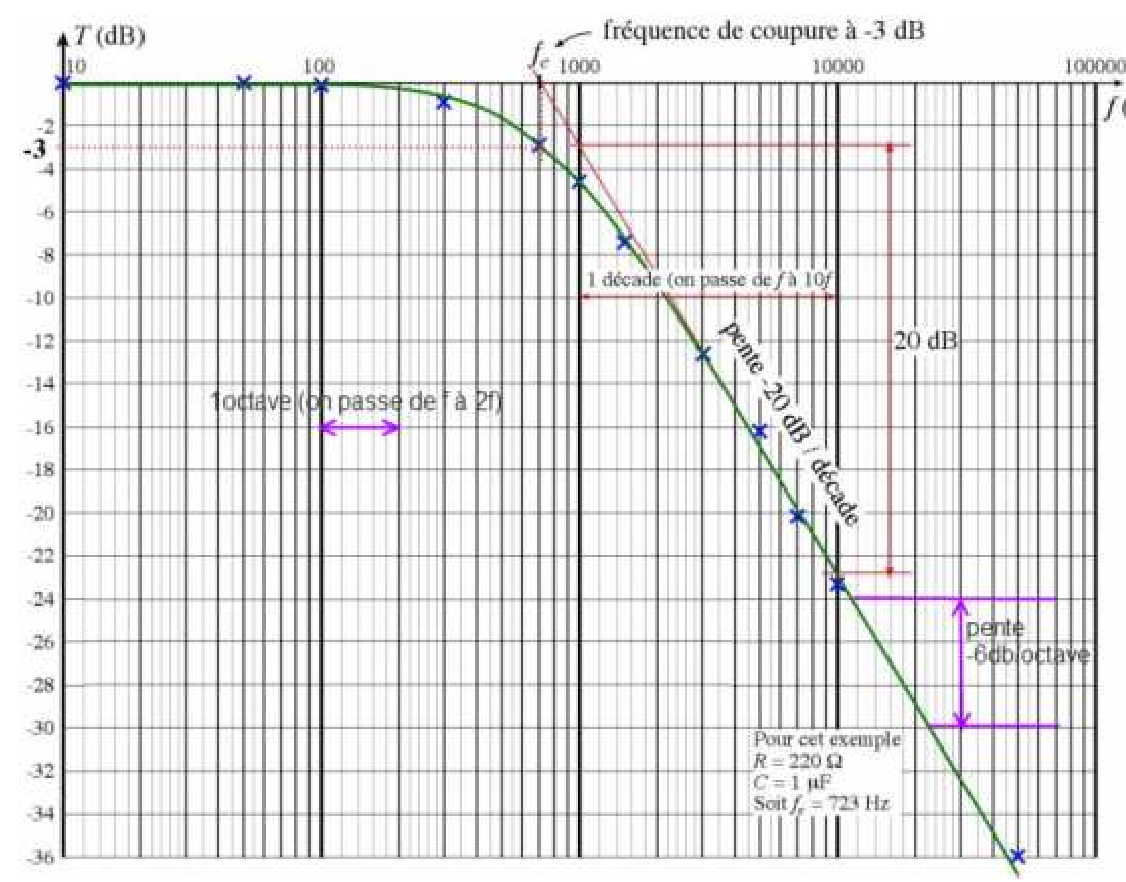 T (dB)
fréquence de coupure à -3 dB
fc
10
100
1000
10000
100000
f (
-2
-3
-4
-6
-8
1 décade (on passe de f à 10f
-10
-12
20 dB
pente -20 dB / décade
-14
1octave (on passe de f à 2f)
-16
-18
-20
-22
-24
pente
-6db/octave
-26
-28
-30
Pour cet exemple
R = 220 Ω
C = 1 µF
Soit fc = 723 Hz
-32
-34
-36